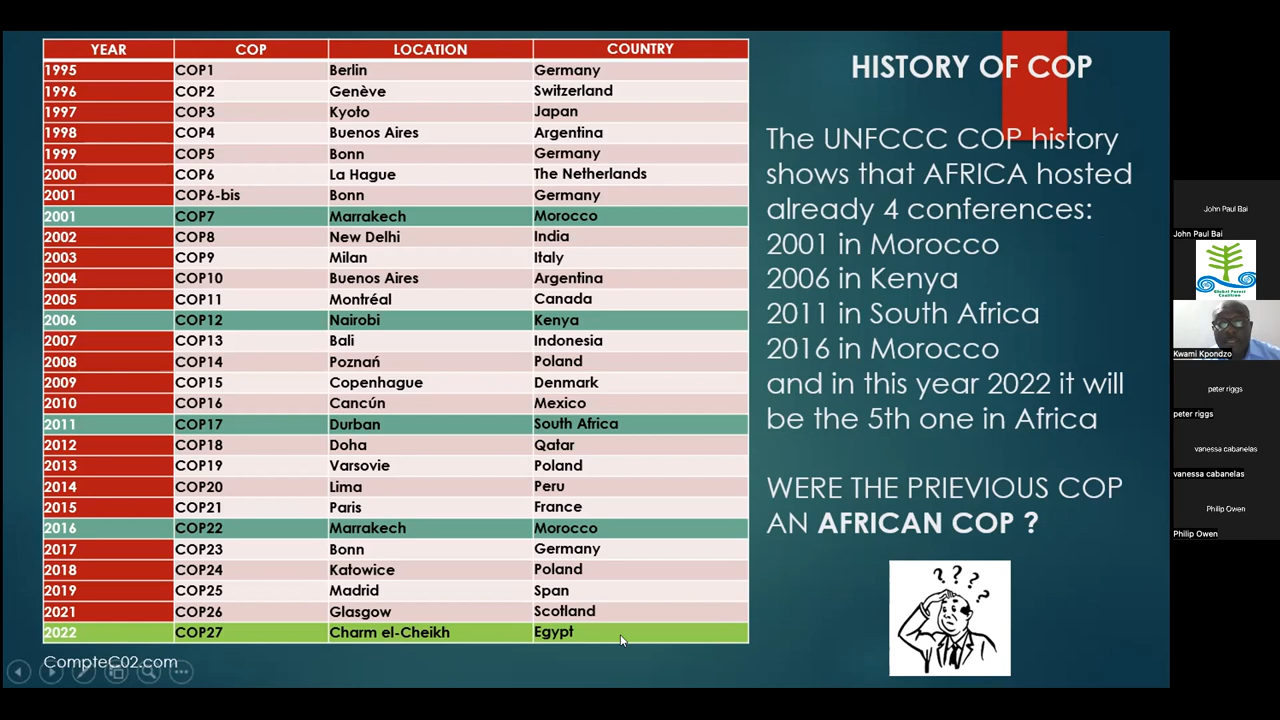 YEAR COP LOCATION COUNTRY
1995 COP1 Berlin Germany
1996 COP2 Genève Switzerland
1997 COP3 Kyoto Japan
1998 COP4 Buenos Aires Argentina
1999 COP5 Bonn Germany
2000 COP6 La Hague The Netherlands
2001 COP6-bis Bonn Germany
2001 COP7 Marrakech Morocco
2002 COP8 New Delhi India
2003 COP9 Milan Italy
2004 COP10 Buenos Aires Argentina
2005 COP11 Montréal Canada
2006 COP12 Nairobi Kenya
2007 COP13 Bali Indonesia
2008 COP14 Poznań Poland
2009 COP15 Copenhague Denmark
2010 COP16 Cancún Mexico
2011 COP17 Durban South Africa
2012 COP18 Doha Qatar
2013 COP19 Varsovie Poland
2014 COP20 Lima Peru
2015 COP21 Paris France
2016 COP22 Marrakech Morocco
2017 COP23 Bonn Germany
2018 COP24 Katowice Poland
2019 COP25 Madrid Span
2021 COP26 Glasgow Scotland
2022 COP27 Charm el-Cheikh Egypt
CompteC02.com
HISTORY OF COP
The UNFCCC COP history
shows that AFRICA hosted
already 4 conferences:
2001 in Morocco
2006 in Kenya
2011 in South Africa
2016 in Morocco
and in this year 2022 it will
be the 5th one in Africa
WERE THE PRIEVIOUS COP
AN AFRICAN COP ?
? ? ? ?
John Paul Bai
John Paul Bai
Global Forest
Coalition
Kwami Kpondzo
peter riggs
peter riggs
vanessa cabanelas
vanessa cabanelas
Philip Owen
Philip Owen